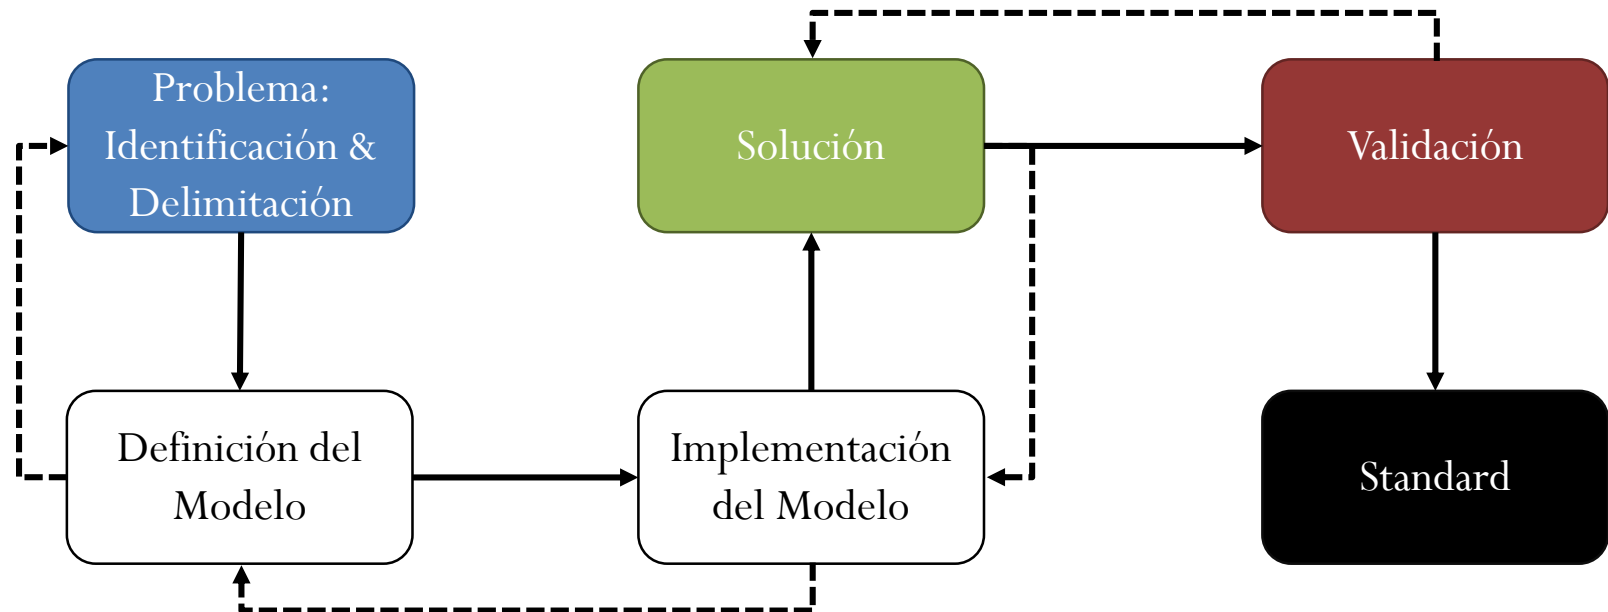 Problema:
Identificación &
Delimitación
Solución
Validación
Definición del
Modelo
Implementación
del Modelo
Standard